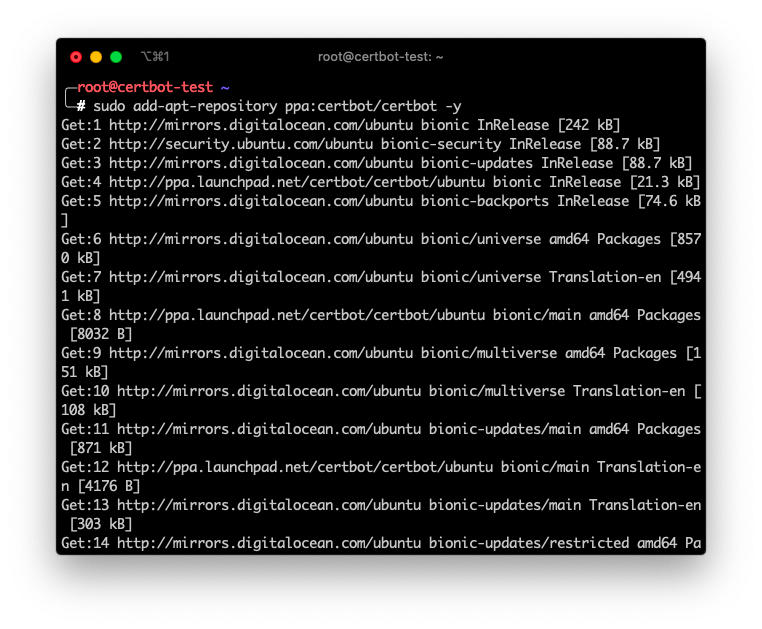 ⌥⌘1
root@certbot-test: ~
root@certbot-test ~
# sudo add-apt-repository ppa:certbot/certbot -y
Get:1 http://mirrors.digitalocean.com/ubuntu bionic InRelease [242 kB]
Get:2 http://security.ubuntu.com/ubuntu bionic-security InRelease [88.7 kB]
Get:3 http://mirrors.digitalocean.com/ubuntu bionic-updates InRelease [88.7 kB]
Get:4 http://ppa.launchpad.net/certbot/certbot/ubuntu bionic InRelease [21.3 kB]
Get:5 http://mirrors.digitalocean.com/ubuntu bionic-backports InRelease [74.6 kB
]
Get:6 http://mirrors.digitalocean.com/ubuntu bionic/universe amd64 Packages [857
0 kB]
Get:7 http://mirrors.digitalocean.com/ubuntu bionic/universe Translation-en [494
1 kB]
Get:8 http://ppa.launchpad.net/certbot/certbot/ubuntu bionic/main amd64 Packages
 [8032 B]
Get:9 http://mirrors.digitalocean.com/ubuntu bionic/multiverse amd64 Packages [1
51 kB]
Get:10 http://mirrors.digitalocean.com/ubuntu bionic/multiverse Translation-en [
108 kB]
Get:11 http://mirrors.digitalocean.com/ubuntu bionic-updates/main amd64 Packages
 [871 kB]
Get:12 http://ppa.launchpad.net/certbot/certbot/ubuntu bionic/main Translation-e
n [4176 B]
Get:13 http://mirrors.digitalocean.com/ubuntu bionic-updates/main Translation-en
 [303 kB]
Get:14 http://mirrors.digitalocean.com/ubuntu bionic-updates/restricted amd64 Pa